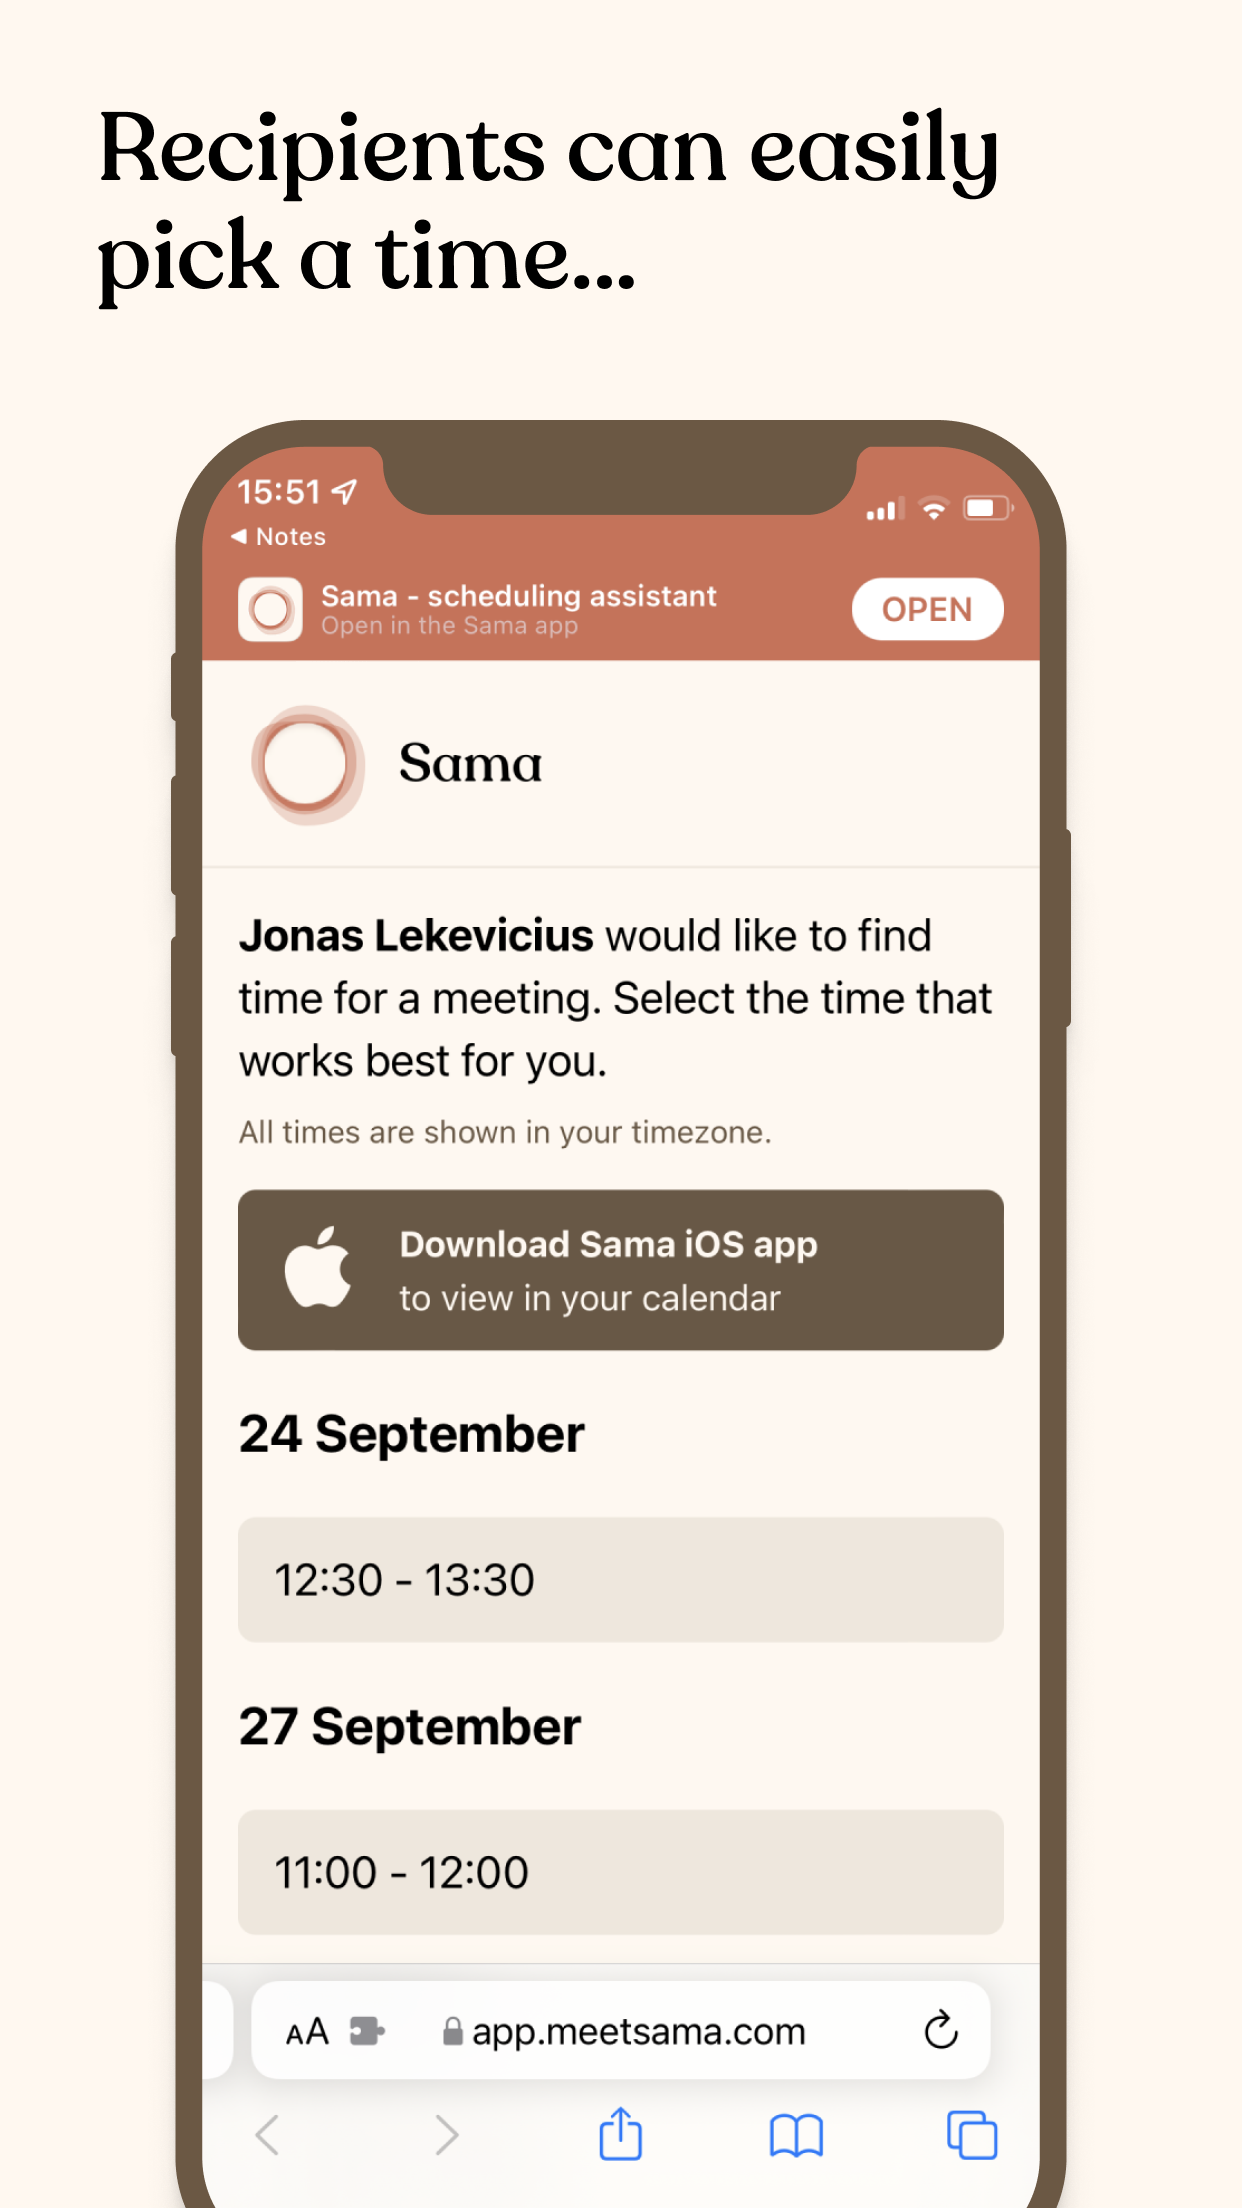 Recipients can easily
pick a time...
15:51
◀ Notes
Sama - scheduling assistant
Open in the Sama app
OPEN
Sama
Jonas Lekevicius would like to find
time for a meeting. Select the time that
works best for you.
All times are shown in your timezone.
Download Sama iOS app
to view in your calendar
24 September
12:30 - 13:30
27 September
11:00 - 12:00
AA app.meetsama.com